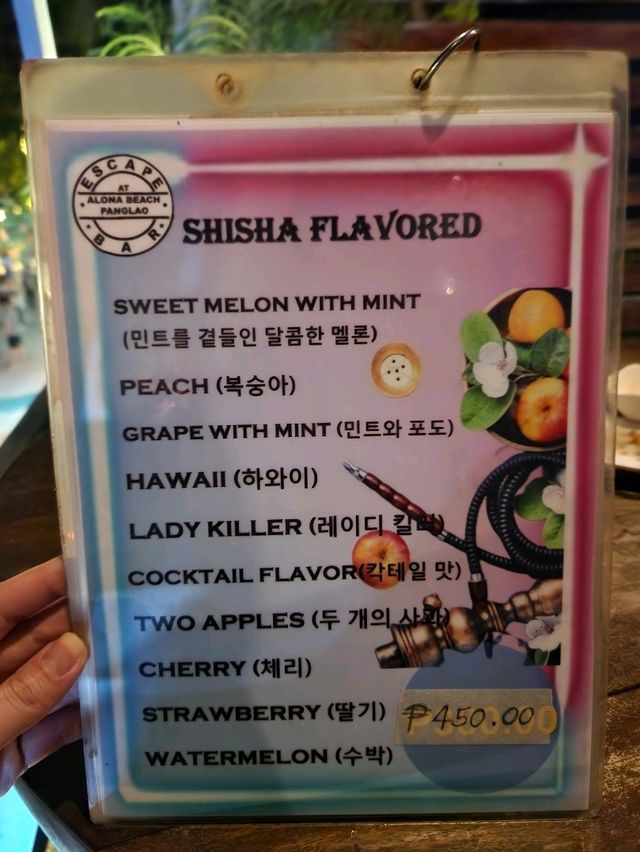 ESCAPE
AT
ALONA BEACH
PANGLAO
BAR
SHISHA FLAVORED
SWEET MELON WITH MINT
(민트를 곁들인 달콤한 멜론)
PEACH (복숭아)
GRAPE WITH MINT (민트와 포도)
HAWAII (하와이)
LADY KILLER (레이디 킬러)
COCKTAIL FLAVOR(칵테일 맛)
TWO APPLES (두 개의 사과)
CHERRY (체리)
STRAWBERRY (딸기)
₱450.00
WATERMELON (수박)